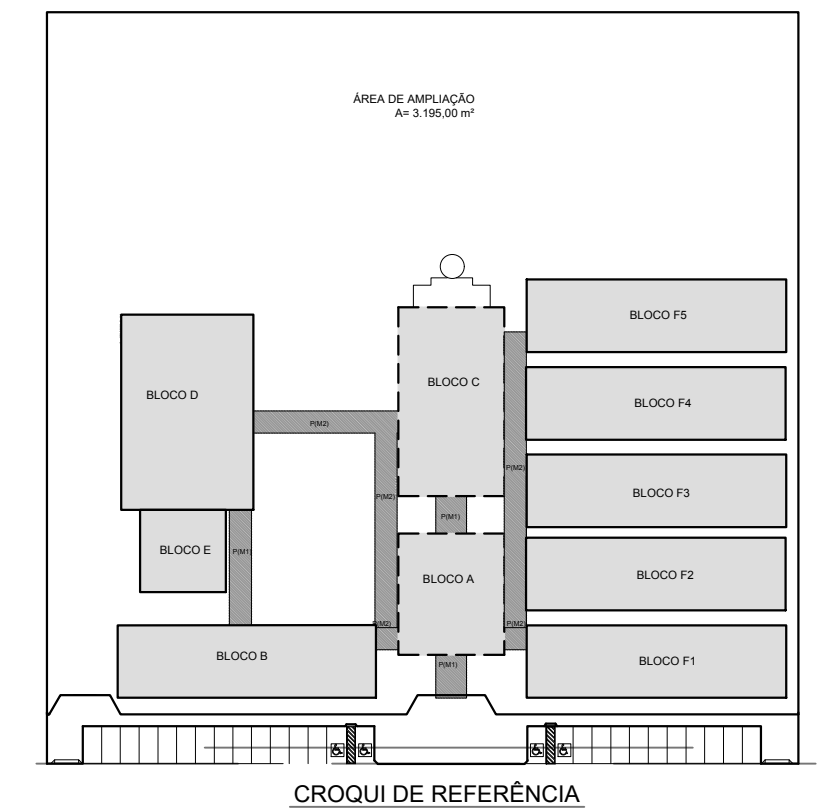 ÁREA DE AMPLIAÇÃO
A= 3.195,00 m²
BLOCO F5
BLOCO C
BLOCO D
BLOCO F4
P(M2)
P(M2)
P(M2)
BLOCO F3
P(M1)
BLOCO E
P(M1)
BLOCO A
BLOCO F2
P(M2)
P(M2)
BLOCO B
P(M1)
BLOCO F1
CROQUI DE REFERÊNCIA